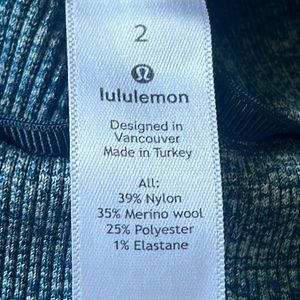 2
lululemon
Designed in
Vancouver
Made in Turkey
All:
39% Nylon
35% Merino wool
25% Polyester
1% Elastane